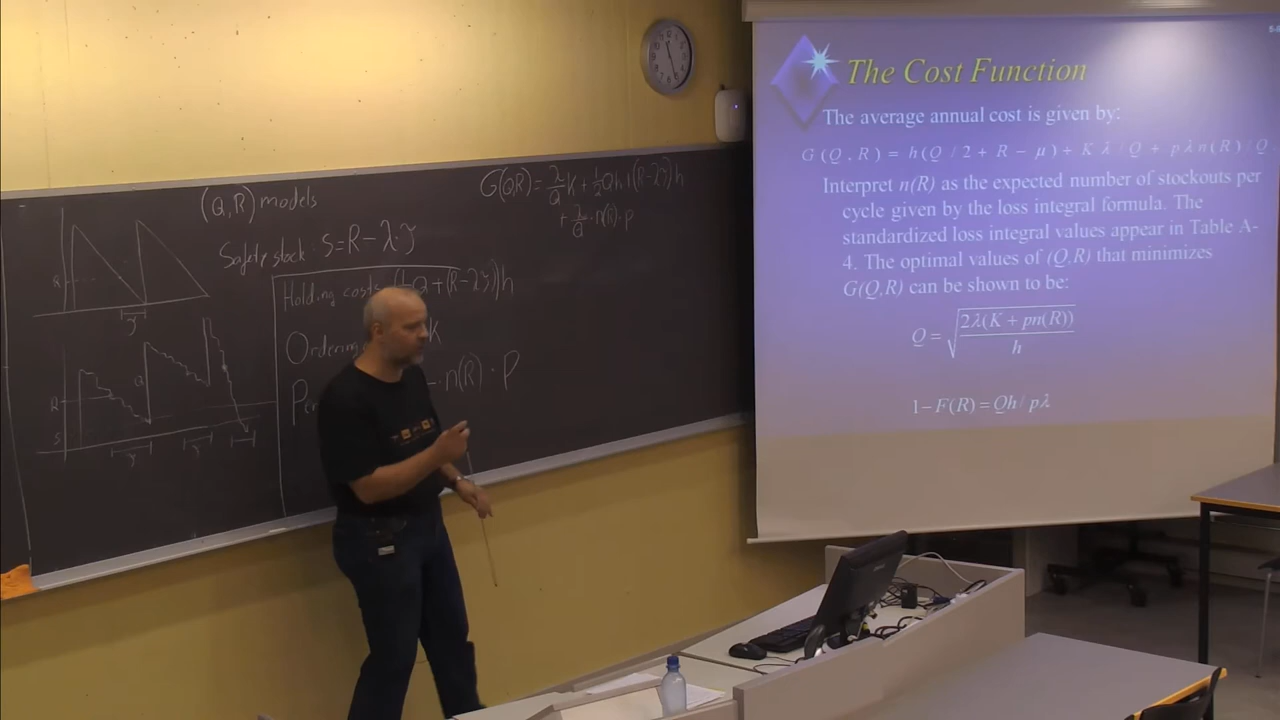 (Q,R) models
Safety stock: S=R-λ·τ
Holding costs (½Q+(R-λτ))h
Ordering K
Pe
·n(R)·P
G(Q,R)=λ/Q K+½Qh+(R-λτ)h
+λ/Q·n(R)·p
Q
R
S
τ
τ
τ
τ
The Cost Function
The average annual cost is given by:
G (Q , R ) = h(Q / 2 + R − μ) + K λ / Q + pλn(R) / Q
Interpret n(R) as the expected number of stockouts per
cycle given by the loss integral formula. The
standardized loss integral values appear in Table A-
4. The optimal values of (Q,R) that minimizes
G(Q,R) can be shown to be:
Q = √(2λ(K + pn(R)) / h)
1−F(R) = Qh / pλ